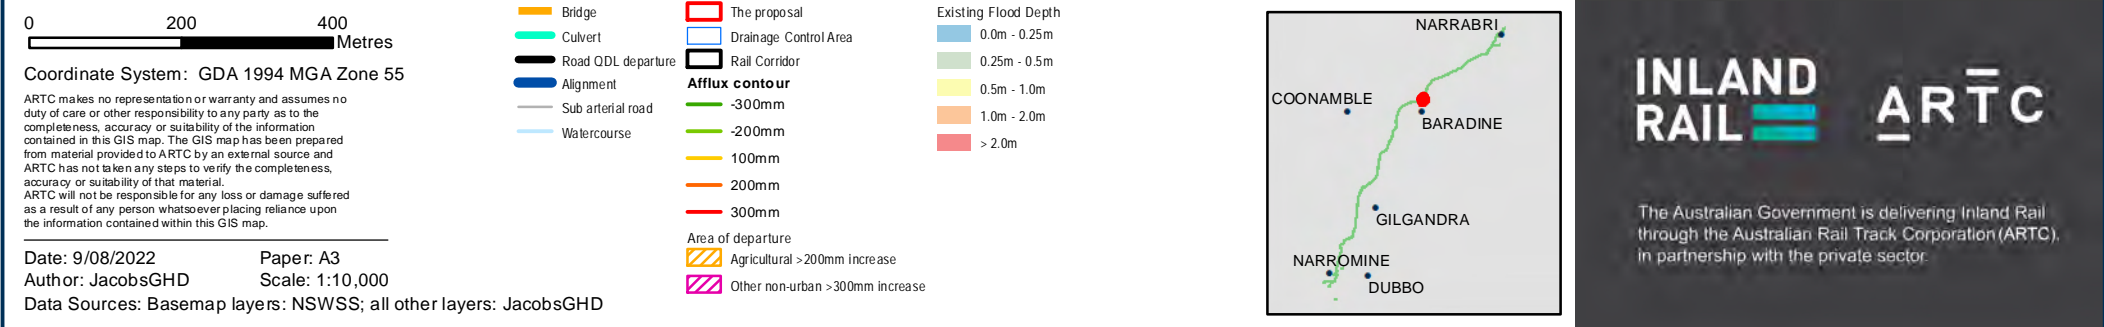 0 200 400
Metres
Coordinate System: GDA 1994 MGA Zone 55
ARTC makes no representation or warranty and assumes no
duty of care or other responsibility to any party as to the
completeness, accuracy or suitability of the information
contained in this GIS map. The GIS map has been prepared
from material provided to ARTC by an external source and
ARTC has not taken any steps to verify the completeness,
accuracy or suitability of that material.
ARTC will not be responsible for any loss or damage suffered
as a result of any person whatsoever placing reliance upon
the information contained within this GIS map.
Date: 9/08/2022 Paper: A3
Author: JacobsGHD Scale: 1:10,000
Data Sources: Basemap layers: NSWSS; all other layers: JacobsGHD
Bridge
Culvert
Road QDL departure
Alignment
Sub arterial road
Watercourse
The proposal
Drainage Control Area
Rail Corridor
Afflux contour
-300mm
-200mm
100mm
200mm
300mm
Area of departure
Agricultural >200mm increase
Other non-urban >300mm increase
Existing Flood Depth
0.0m - 0.25m
0.25m - 0.5m
0.5m - 1.0m
1.0m - 2.0m
> 2.0m
NARRABRI
COONAMBLE
BARADINE
GILGANDRA
NARROMINE
DUBBO
INLAND
RAIL
ARTC
The Australian Government is delivering Inland Rail
through the Australian Rail Track Corporation (ARTC),
in partnership with the private sector.